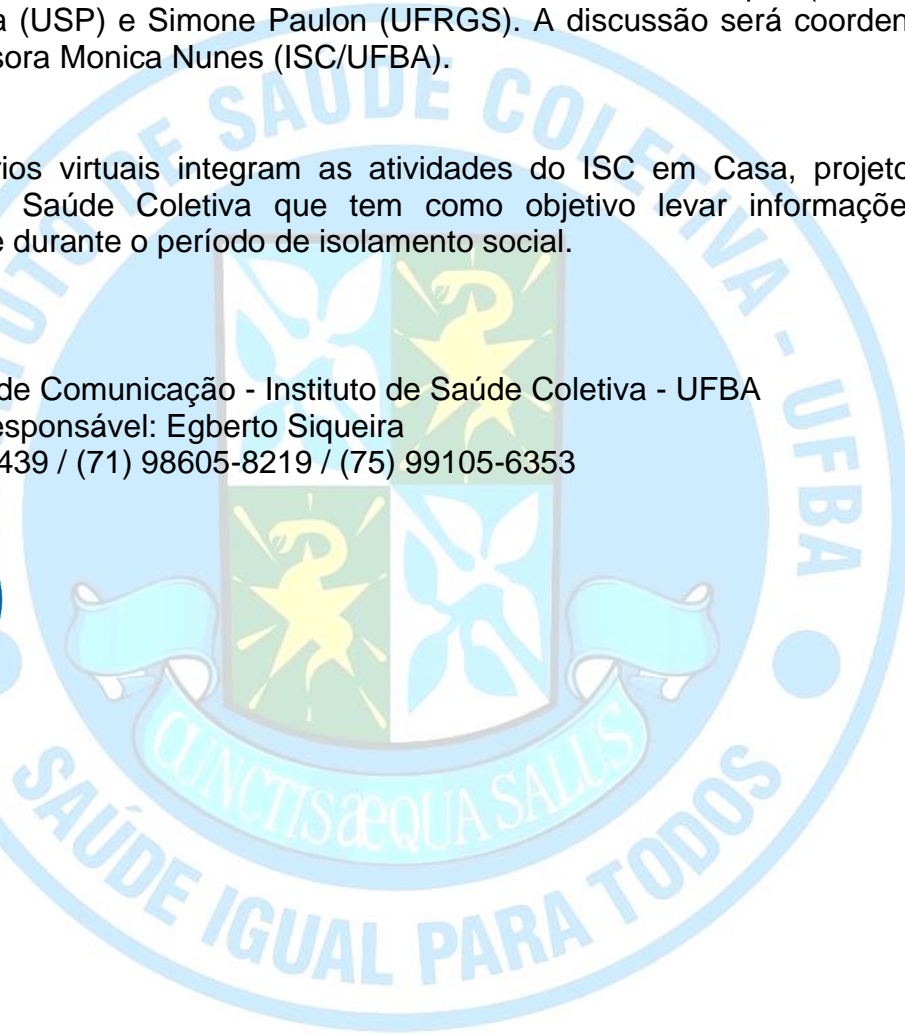 a (USP) e Simone Paulon (UFRGS). A discussão será coorden
sora Monica Nunes (ISC/UFBA).
rios virtuais integram as atividades do ISC em Casa, projeto
Saúde Coletiva que tem como objetivo levar informaçõe
e durante o período de isolamento social.
de Comunicação - Instituto de Saúde Coletiva - UFBA
esponsável: Egberto Siqueira
439 / (71) 98605-8219 / (75) 99105-6353
DE SAÚDE COLETIVA - UFBA
CUNCTIS æQUA SALUS
SAÚDE IGUAL PARA TODOS